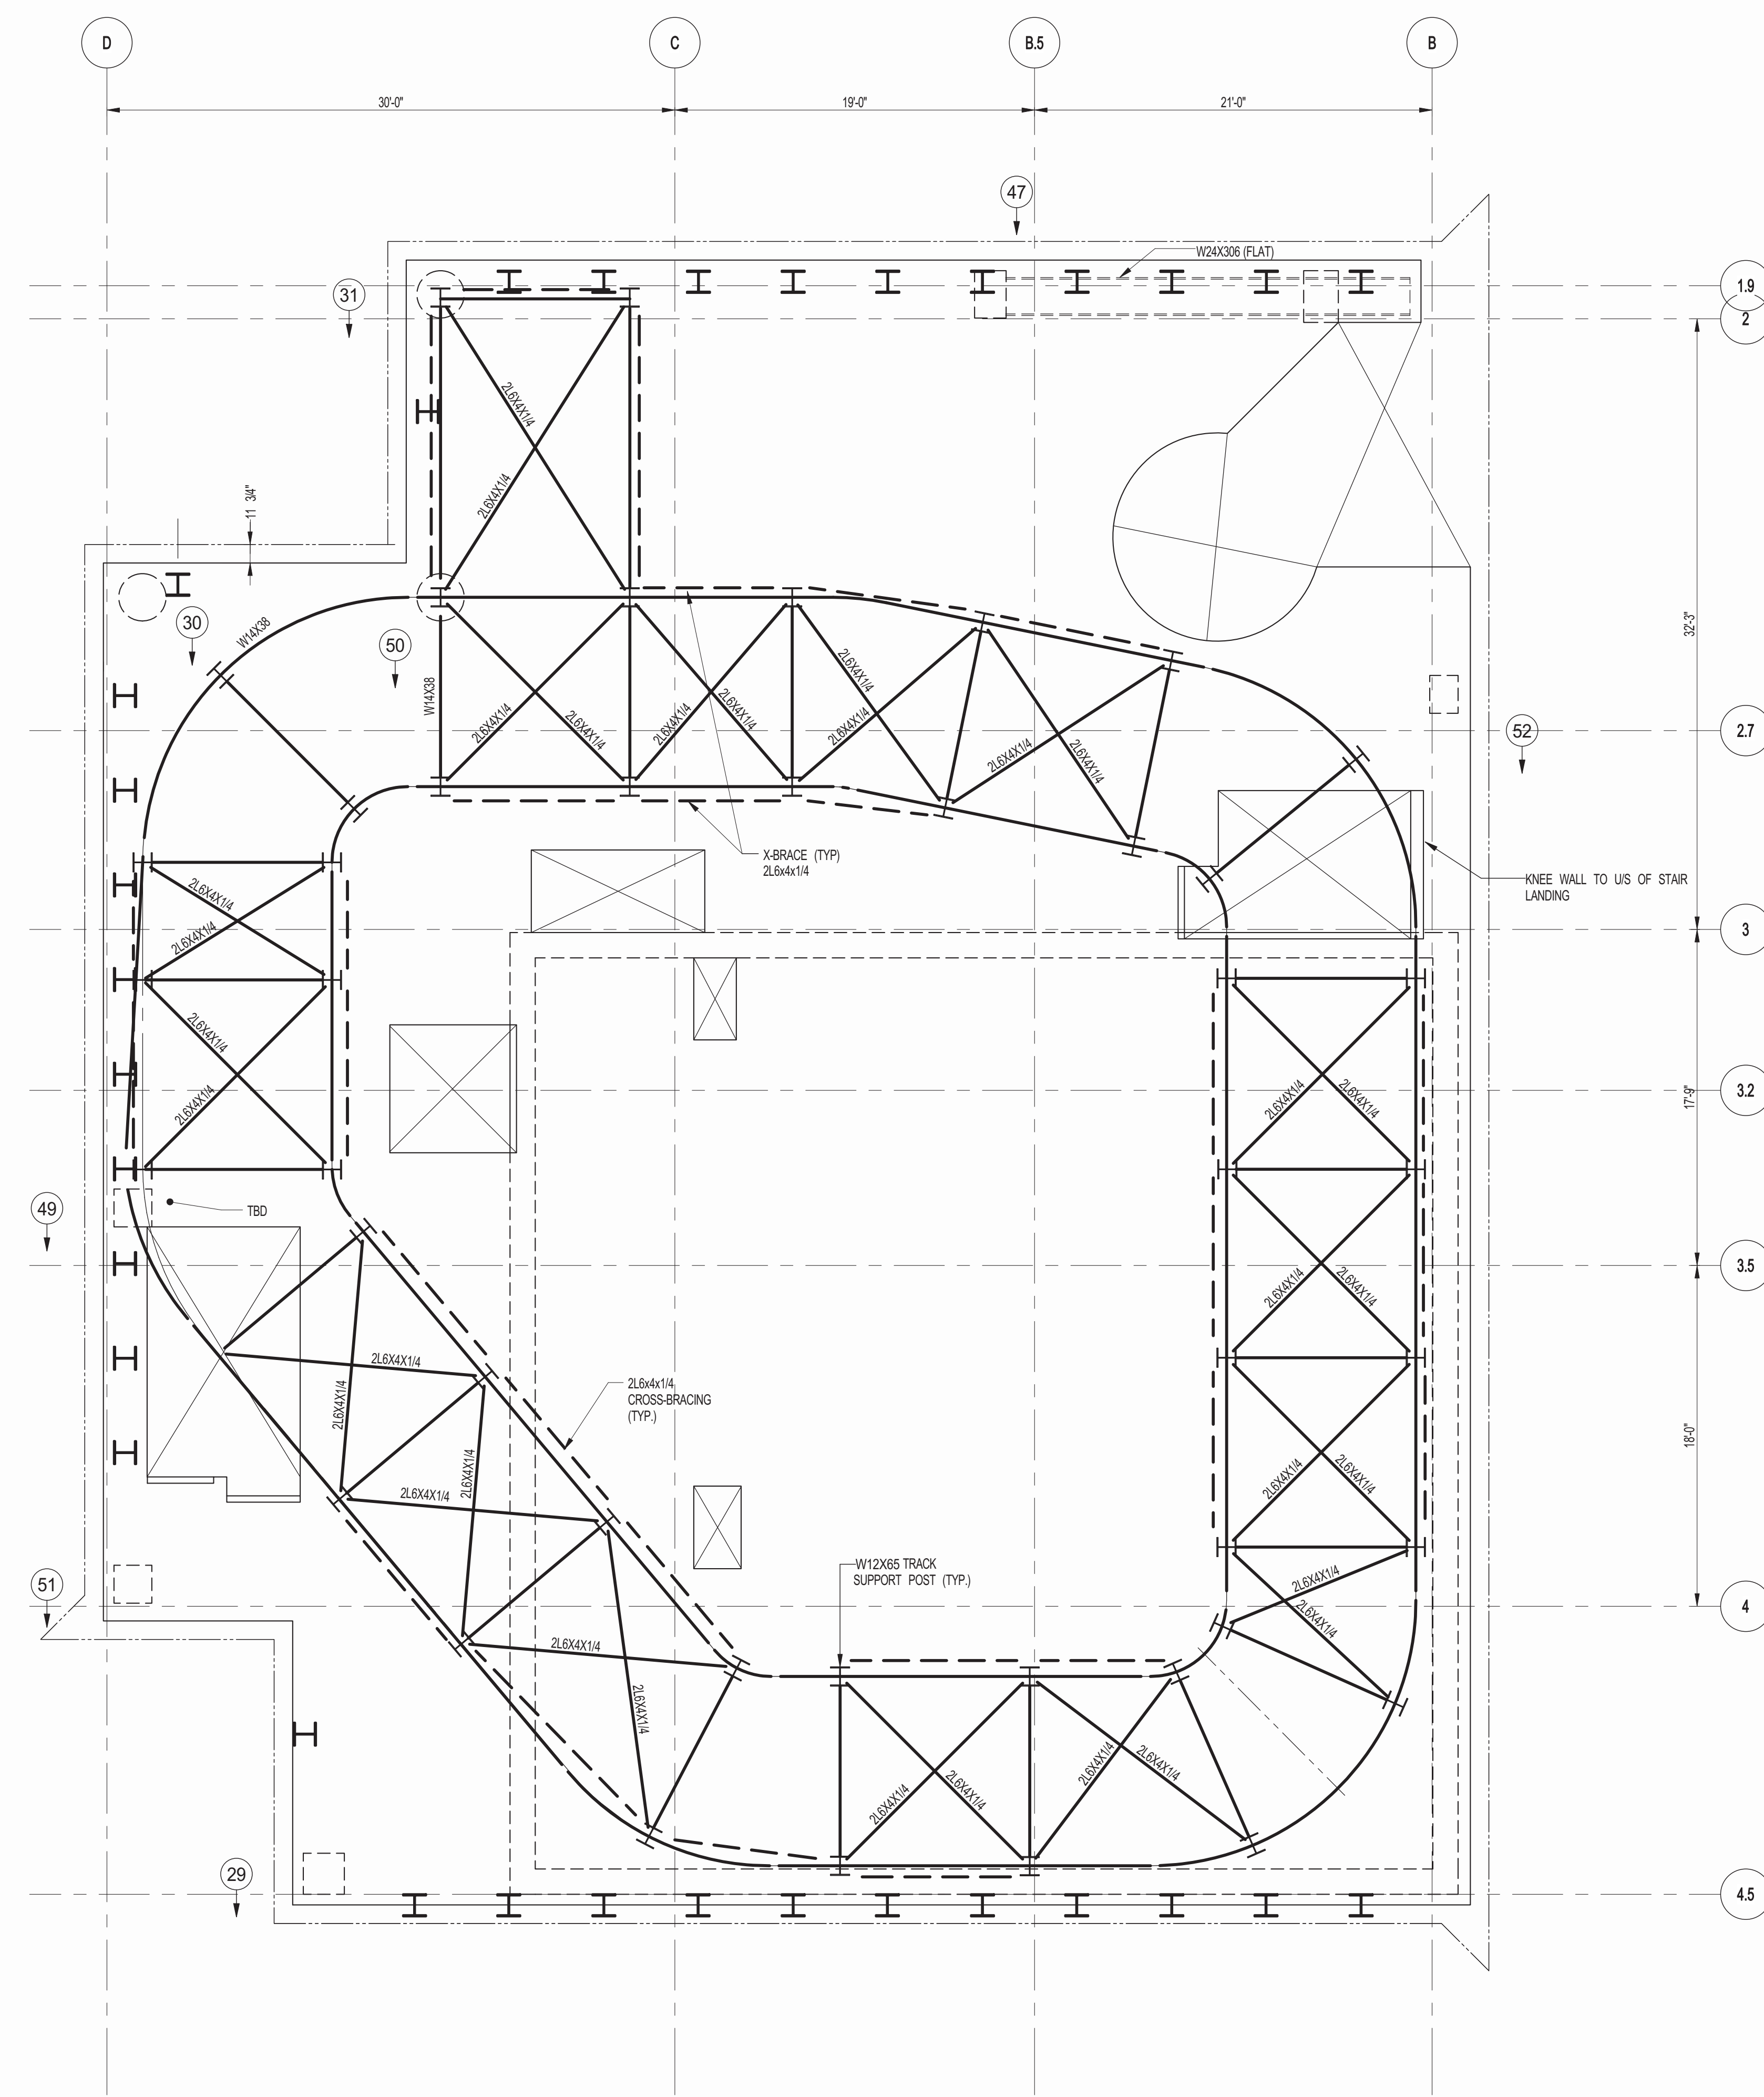 D
C
B.5
B
30'-0"
19'-0"
21'-0"
47
W24X306 (FLAT)
31
1.9
2
2L6X4X1/4
2L6X4X1/4
11 3/4"
30
W14X38
50
32'-3"
W14X38
2L6X4X1/4
2L6X4X1/4
2L6X4X1/4
2L6X4X1/4
2L6X4X1/4
2L6X4X1/4
2L6X4X1/4
2L6X4X1/4
52
2.7
X-BRACE (TYP)
2L6x4x1/4
KNEE WALL TO U/S OF STAIR
LANDING
2L6X4X1/4
2L6X4X1/4
3
2L6X4X1/4
2L6X4X1/4
2L6X4X1/4
2L6X4X1/4
17'-9"
3.2
49
TBD
2L6X4X1/4
2L6X4X1/4
3.5
2L6X4X1/4
2L6X4X1/4
2L6x4x1/4
CROSS-BRACING
(TYP.)
18'-0"
2L6X4X1/4
2L6X4X1/4
2L6X4X1/4
2L6X4X1/4
51
W12X65 TRACK
SUPPORT POST (TYP.)
2L6X4X1/4
2L6X4X1/4
4
2L6X4X1/4
2L6X4X1/4
2L6X4X1/4
2L6X4X1/4
2L6X4X1/4
2L6X4X1/4
29
4.5